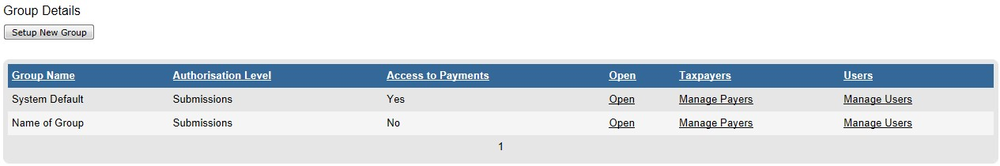 Group Details
Setup New Group
Group Name Authorisation Level Access to Payments Open Taxpayers Users
System Default Submissions Yes Open Manage Payers Manage Users
Name of Group Submissions No Open Manage Payers Manage Users
1